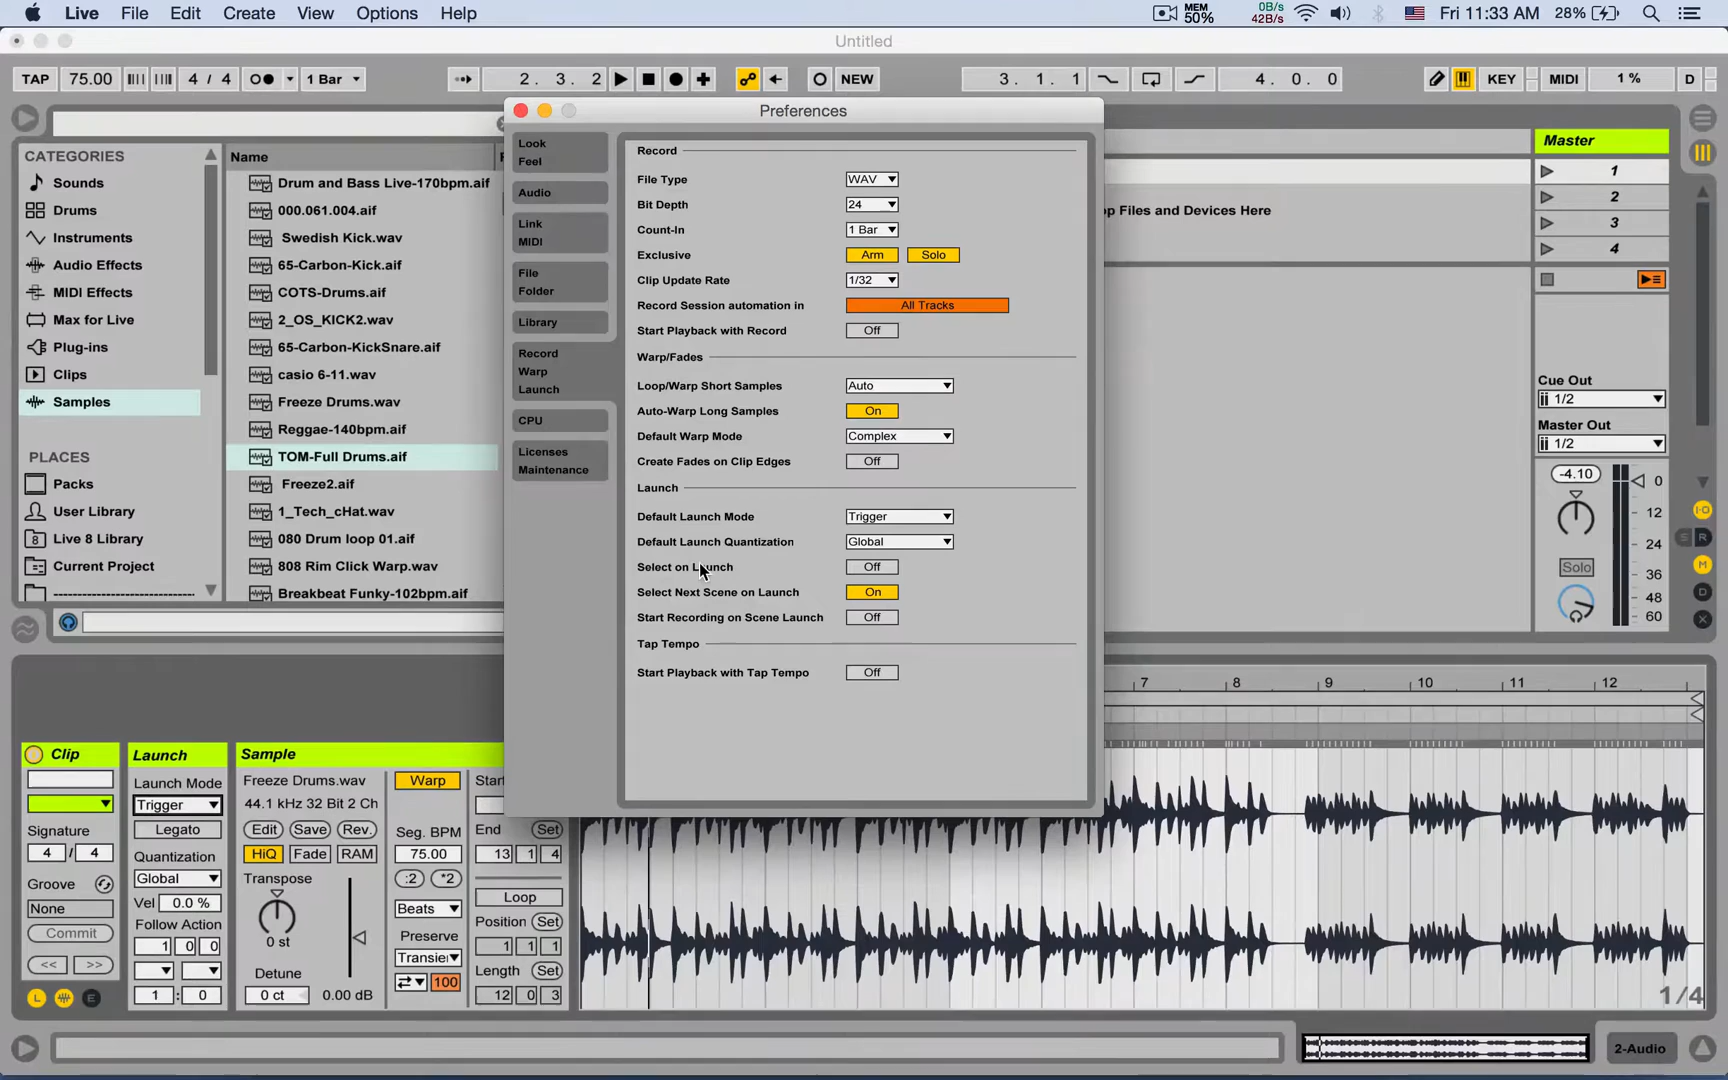 Live File Edit Create View Options Help MEM 50% 0B/s 42B/s Fri 11:33 AM 28%
Untitled
TAP 75.00 4 / 4 1 Bar 2. 3. 2 NEW 3. 1. 1 4. 0. 0 KEY MIDI 1 % D
Preferences
CATEGORIES
Sounds
Drums
Instruments
Audio Effects
MIDI Effects
Max for Live
Plug-ins
Clips
Samples
PLACES
Packs
User Library
Live 8 Library
Current Project
Name
Drum and Bass Live-170bpm.aif
000.061.004.aif
Swedish Kick.wav
65-Carbon-Kick.aif
COTS-Drums.aif
2_OS_KICK2.wav
65-Carbon-KickSnare.aif
casio 6-11.wav
Freeze Drums.wav
Reggae-140bpm.aif
TOM-Full Drums.aif
Freeze2.aif
1_Tech_cHat.wav
080 Drum loop 01.aif
808 Rim Click Warp.wav
Breakbeat Funky-102bpm.aif
Look
Feel
Audio
Link
MIDI
File
Folder
Library
Record
Warp
Launch
CPU
Licenses
Maintenance
Record
File Type WAV
Bit Depth 24
Count-In 1 Bar
Exclusive Arm Solo
Clip Update Rate 1/32
Record Session automation in All Tracks
Start Playback with Record Off
Warp/Fades
Loop/Warp Short Samples Auto
Auto-Warp Long Samples On
Default Warp Mode Complex
Create Fades on Clip Edges Off
Launch
Default Launch Mode Trigger
Default Launch Quantization Global
Select on Launch Off
Select Next Scene on Launch On
Start Recording on Scene Launch Off
Tap Tempo
Start Playback with Tap Tempo Off
op Files and Devices Here
Master
1
2
3
4
Cue Out
ii 1/2
Master Out
ii 1/2
-4.10
0
12
24
36
48
60
Solo
I-O
S R
M
D
X
7 8 9 10 11 12
Clip
Signature
4 / 4
Groove
None
Commit
<< >>
L E
Launch
Launch Mode
Trigger
Legato
Quantization
Global
Vel 0.0 %
Follow Action
1 0 0
1 : 0
Sample
Freeze Drums.wav
44.1 kHz 32 Bit 2 Ch
Edit Save Rev.
HiQ Fade RAM
Transpose
0 st
Detune
0 ct 0.00 dB
Warp
Seg. BPM
75.00
:2 *2
Beats
Preserve
100
Start
End Set
13 1 4
Loop
Position Set
1 1 1
Length Set
12 0 3
1/4
2-Audio